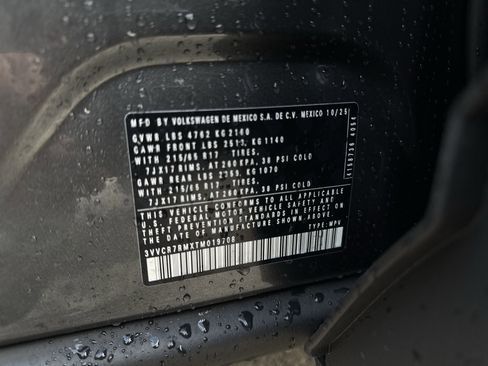 MFD BY VOLKSWAGEN DE MEXICO S.A. DE C.V. MEXICO 10/25
GVWR LBS 4762 KG 2160
GAWR FRONT LBS 2513, KG 1140
WITH 215/65 R17 TIRES.
7JX17 RIMS, AT 260 KPA, 38 PSI COLD
GAWR LBS 2359, KG 1070
WITH 215/65 R17 TIRES.
7JX17 RIMS, AT 260 KPA, 38 PSI COLD
THIS VEHICLE CONFORMS TO ALL APPLICABLE
U.S. FEDERAL MOTOR VEHICLE SAFETY AND
THEFT PREVENTION STANDARDS IN EFFECT ON
THE DATE OF MANUFACTURE SHOWN ABOVE.
3VVCR7RMXTM019708 TYPE: MPV